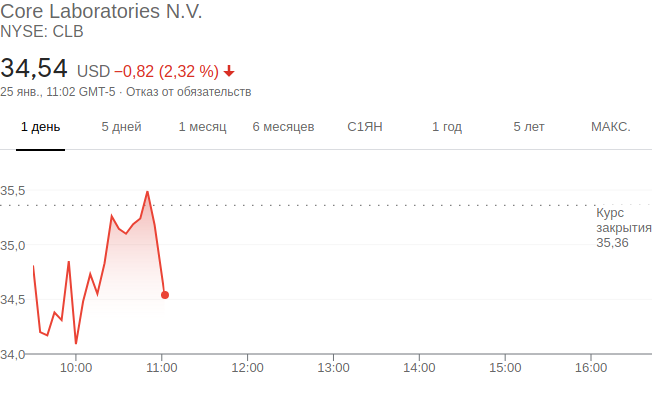 Core Laboratories N.V.
NYSE: CLB
34,54 USD −0,82 (2,32 %)
25 янв., 11:02 GMT-5 · Отказ от обязательств
1 день 5 дней 1 месяц 6 месяцев С1ЯН 1 год 5 лет МАКС.
35,5
Курс
закрытия
35,36
35,0
34,5
34,0
10:00 11:00 12:00 13:00 14:00 15:00 16:00